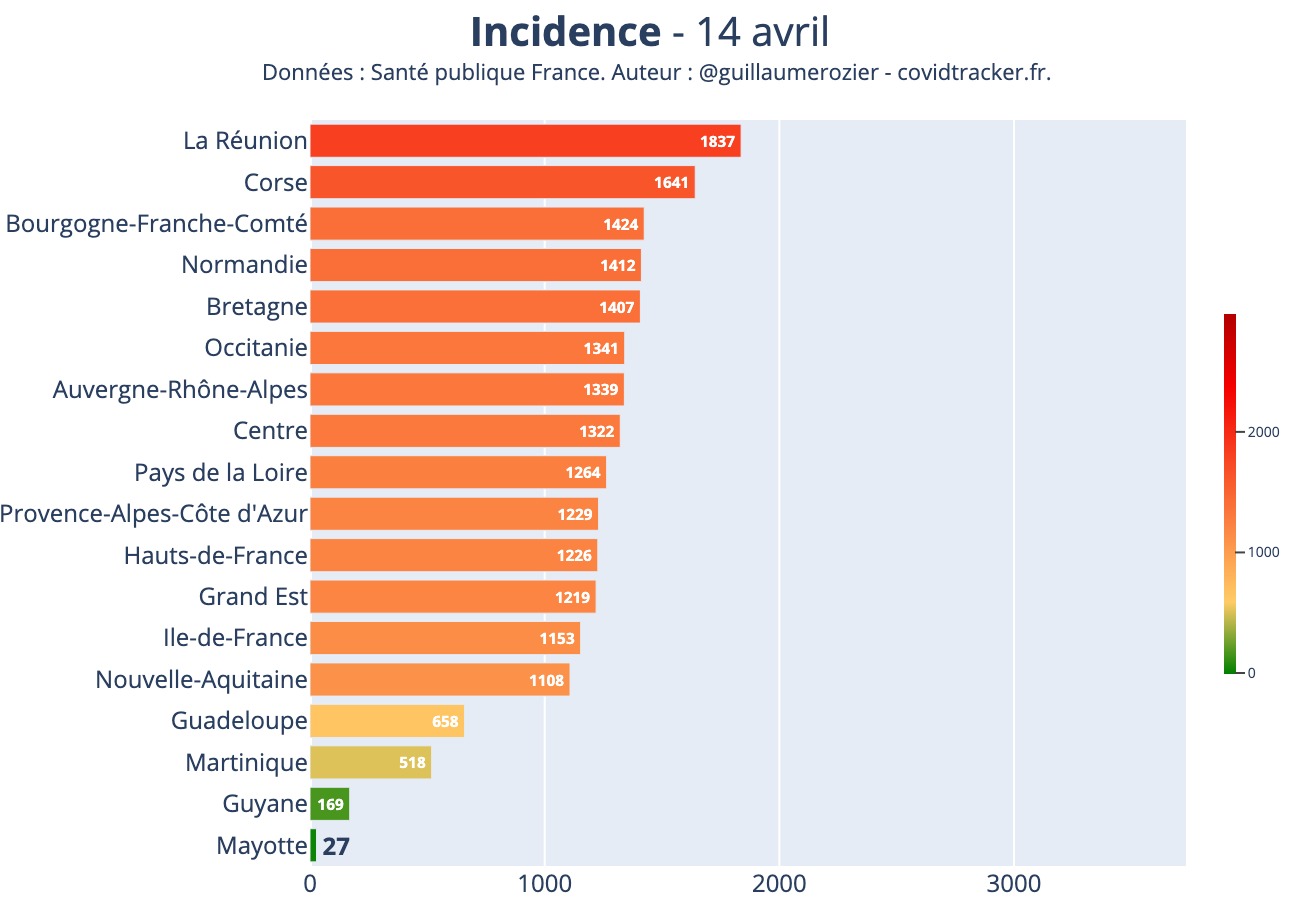 Incidence - 14 avril
Données : Santé publique France. Auteur : @guillaumerozier - covidtracker.fr.
La Réunion 1837
Corse 1641
Bourgogne-Franche-Comté 1424
Normandie 1412
Bretagne 1407
Occitanie 1341
Auvergne-Rhône-Alpes 1339
Centre 1322
Pays de la Loire 1264
Provence-Alpes-Côte d'Azur 1229
Hauts-de-France 1226
Grand Est 1219
Ile-de-France 1153
Nouvelle-Aquitaine 1108
Guadeloupe 658
Martinique 518
Guyane 169
Mayotte 27
0 1000 2000 3000
2000
1000
0